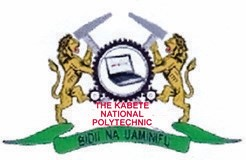 THE KABETE
NATIONAL
POLYTECHNIC
BIDII NA UAMINIFU